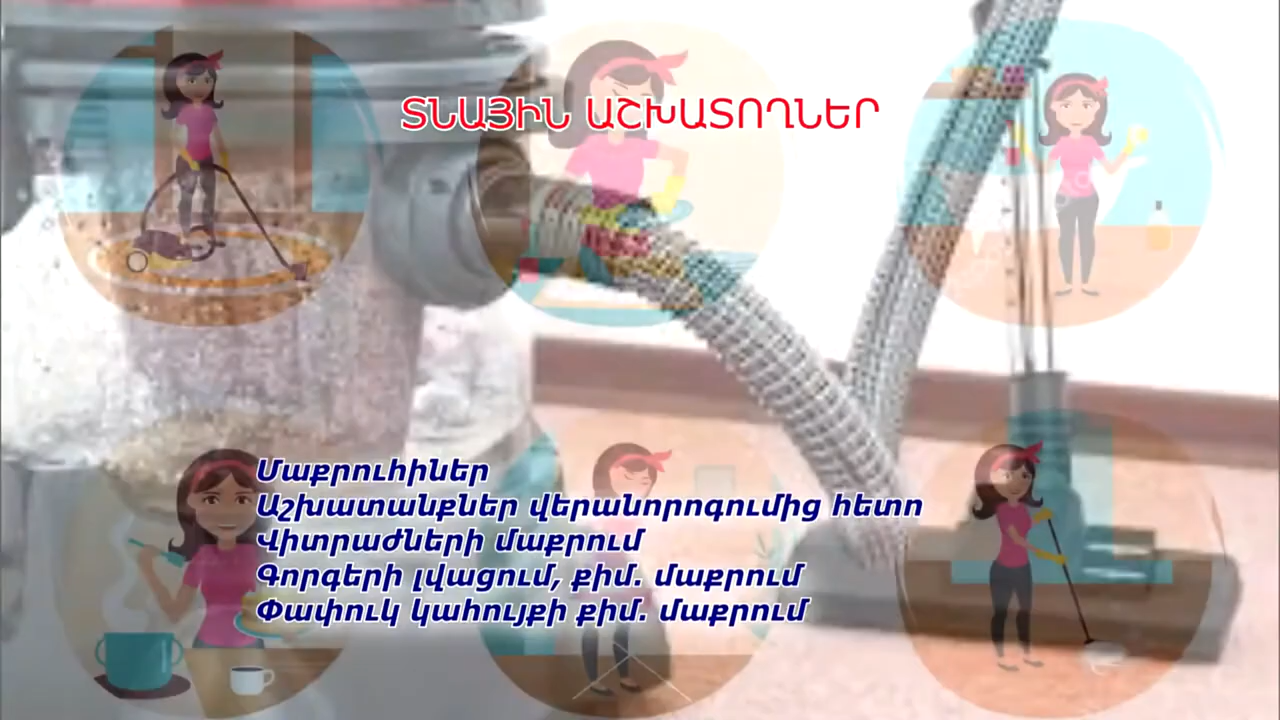 ՏՆԱՅԻՆ ԱՇԽԱՏՈՂՆԵՐ
Մաքրուհիներ
Աշխատանքներ վերանորոգումից հետո
Վիտրաժների մաքրում
Գորգերի լվացում, քիմ. մաքրում
Փափուկ կահույքի քիմ. մաքրում